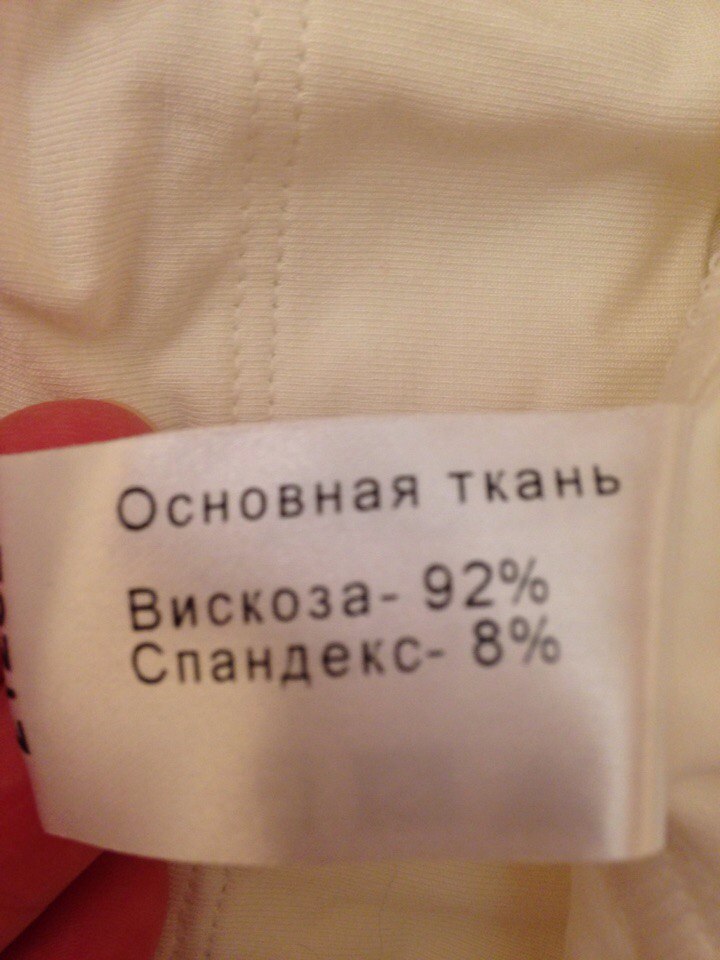 Основная ткань
Вискоза- 92%
Спандекс- 8%